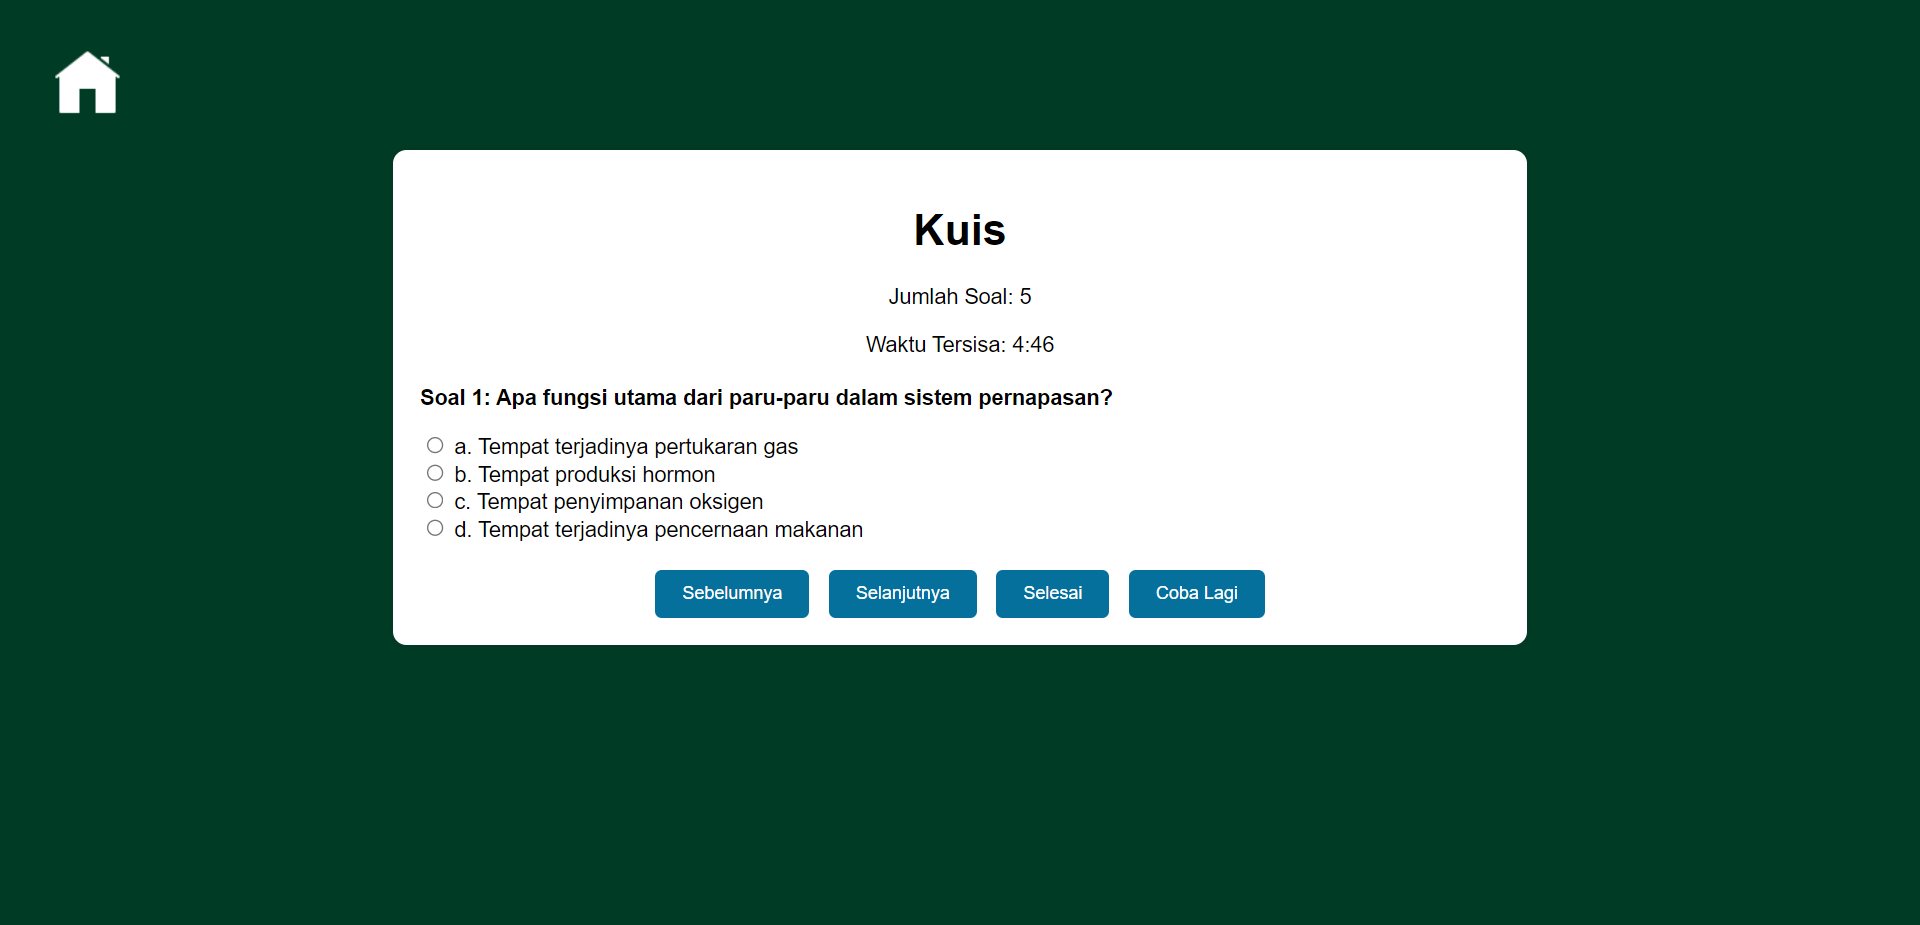 Kuis
Jumlah Soal: 5
Waktu Tersisa: 4:46
Soal 1: Apa fungsi utama dari paru-paru dalam sistem pernapasan?
a. Tempat terjadinya pertukaran gas
b. Tempat produksi hormon
c. Tempat penyimpanan oksigen
d. Tempat terjadinya pencernaan makanan
Sebelumnya Selanjutnya Selesai Coba Lagi